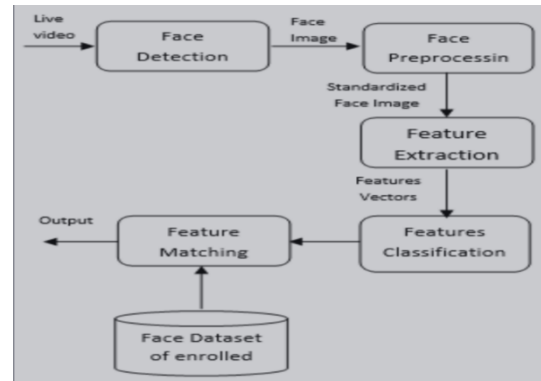 Live
video
Face
Detection
Face
Image
Face
Preprocessin
Standardized
Face Image
Feature
Extraction
Features
Vectors
Features
Classification
Feature
Matching
Output
Face Dataset
of enrolled